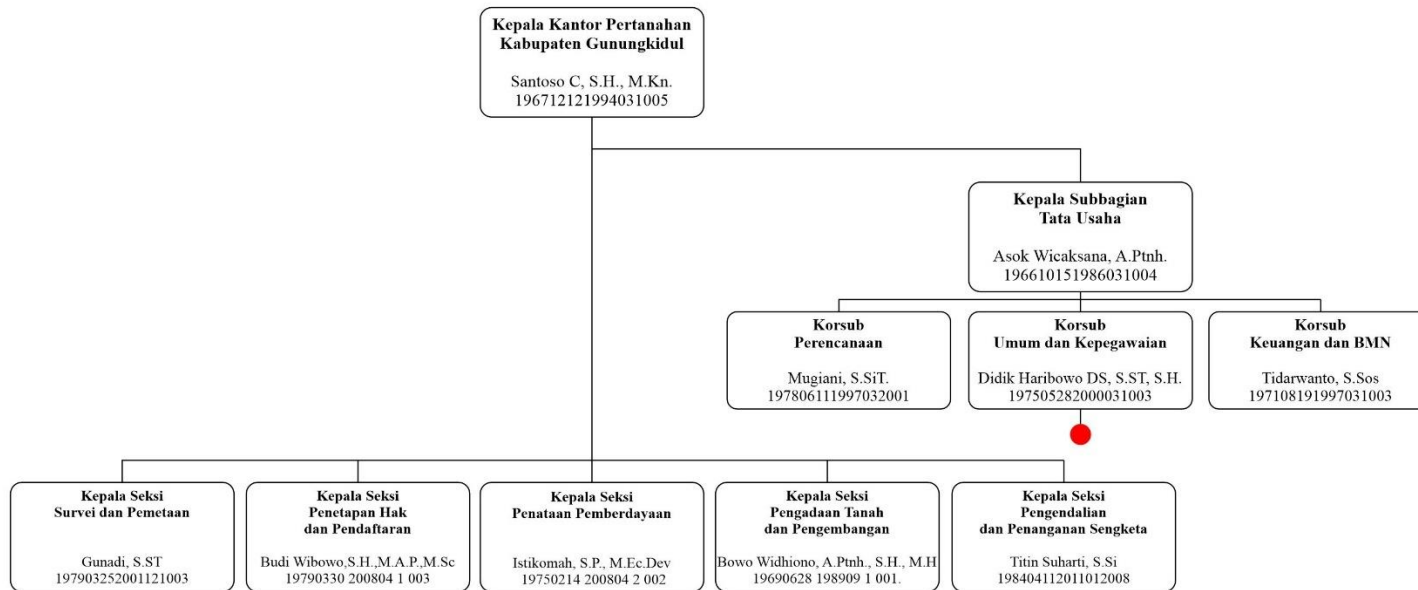 Kepala Kantor Pertanahan
Kabupaten Gunungkidul
Santoso C, S.H., M.Kn.
196712121994031005
Kepala Subbagian
Tata Usaha
Asok Wicaksana, A.Ptnh.
196610151986031004
Korsub
Perencanaan
Mugiani, S.SiT.
197806111997032001
Korsub
Umum dan Kepegawaian
Didik Haribowo DS, S.ST, S.H.
197505282000031003
Korsub
Keuangan dan BMN
Tidarwanto, S.Sos
197108191997031003
Kepala Seksi
Survei dan Pemetaan
Gunadi, S.ST
197903252001121003
Kepala Seksi
Penetapan Hak
dan Pendaftaran
Budi Wibowo,S.H.,M.A.P.,M.Sc
19790330 200804 1 003
Kepala Seksi
Penataan Pemberdayaan
Istikomah, S.P., M.Ec.Dev
19750214 200804 2 002
Kepala Seksi
Pengadaan Tanah
dan Pengembangan
Bowo Widhiono, A.Ptnh., S.H., M.H
19690628 198909 1 001.
Kepala Seksi
Pengendalian
dan Penanganan Sengketa
Titin Suharti, S.Si
198404112011012008